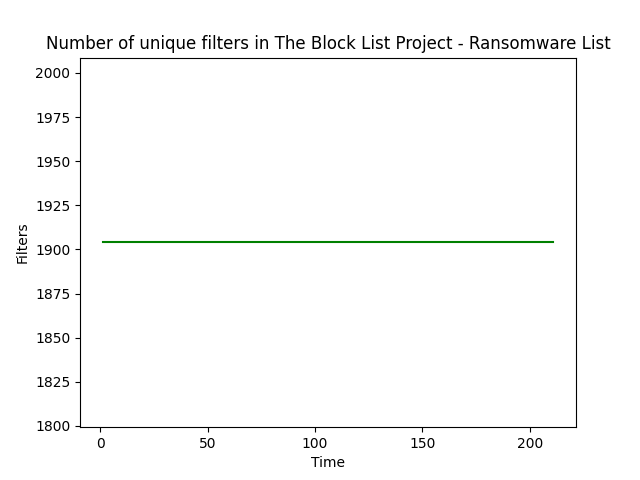 Number of unique filters in The Block List Project - Ransomware List
2000
1975
1950
1925
1900
1875
1850
1825
1800
Filters
0 50 100 150 200
Time